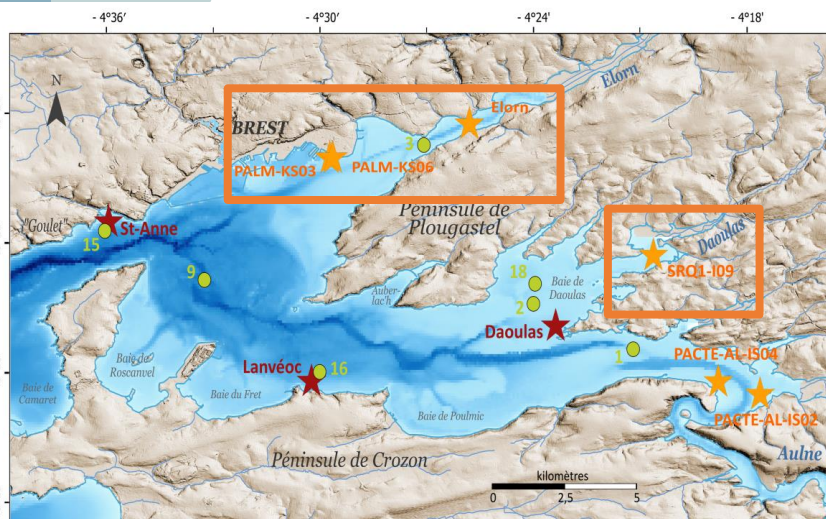 - 4°36'
- 4°30'
- 4°24'
- 4°18'
N
Elorn
BREST
Elorn
3
PALM-KS03
PALM-KS06
"Goulet"
St-Anne
15
Péninsule de
Plougastel
Daoulas
SRQ1-I09
9
18
Baie de
Daoulas
2
Auber-
lac'h
Daoulas
1
PACTE-AL-IS04
Baie de
Roscanvel
Lanvéoc
16
Baie de
Camaret
Baie du Fret
Baie de Poulmic
PACTE-AL-IS02
Péninsule de Crozon
Aulne
kilomètres
0
2,5
5